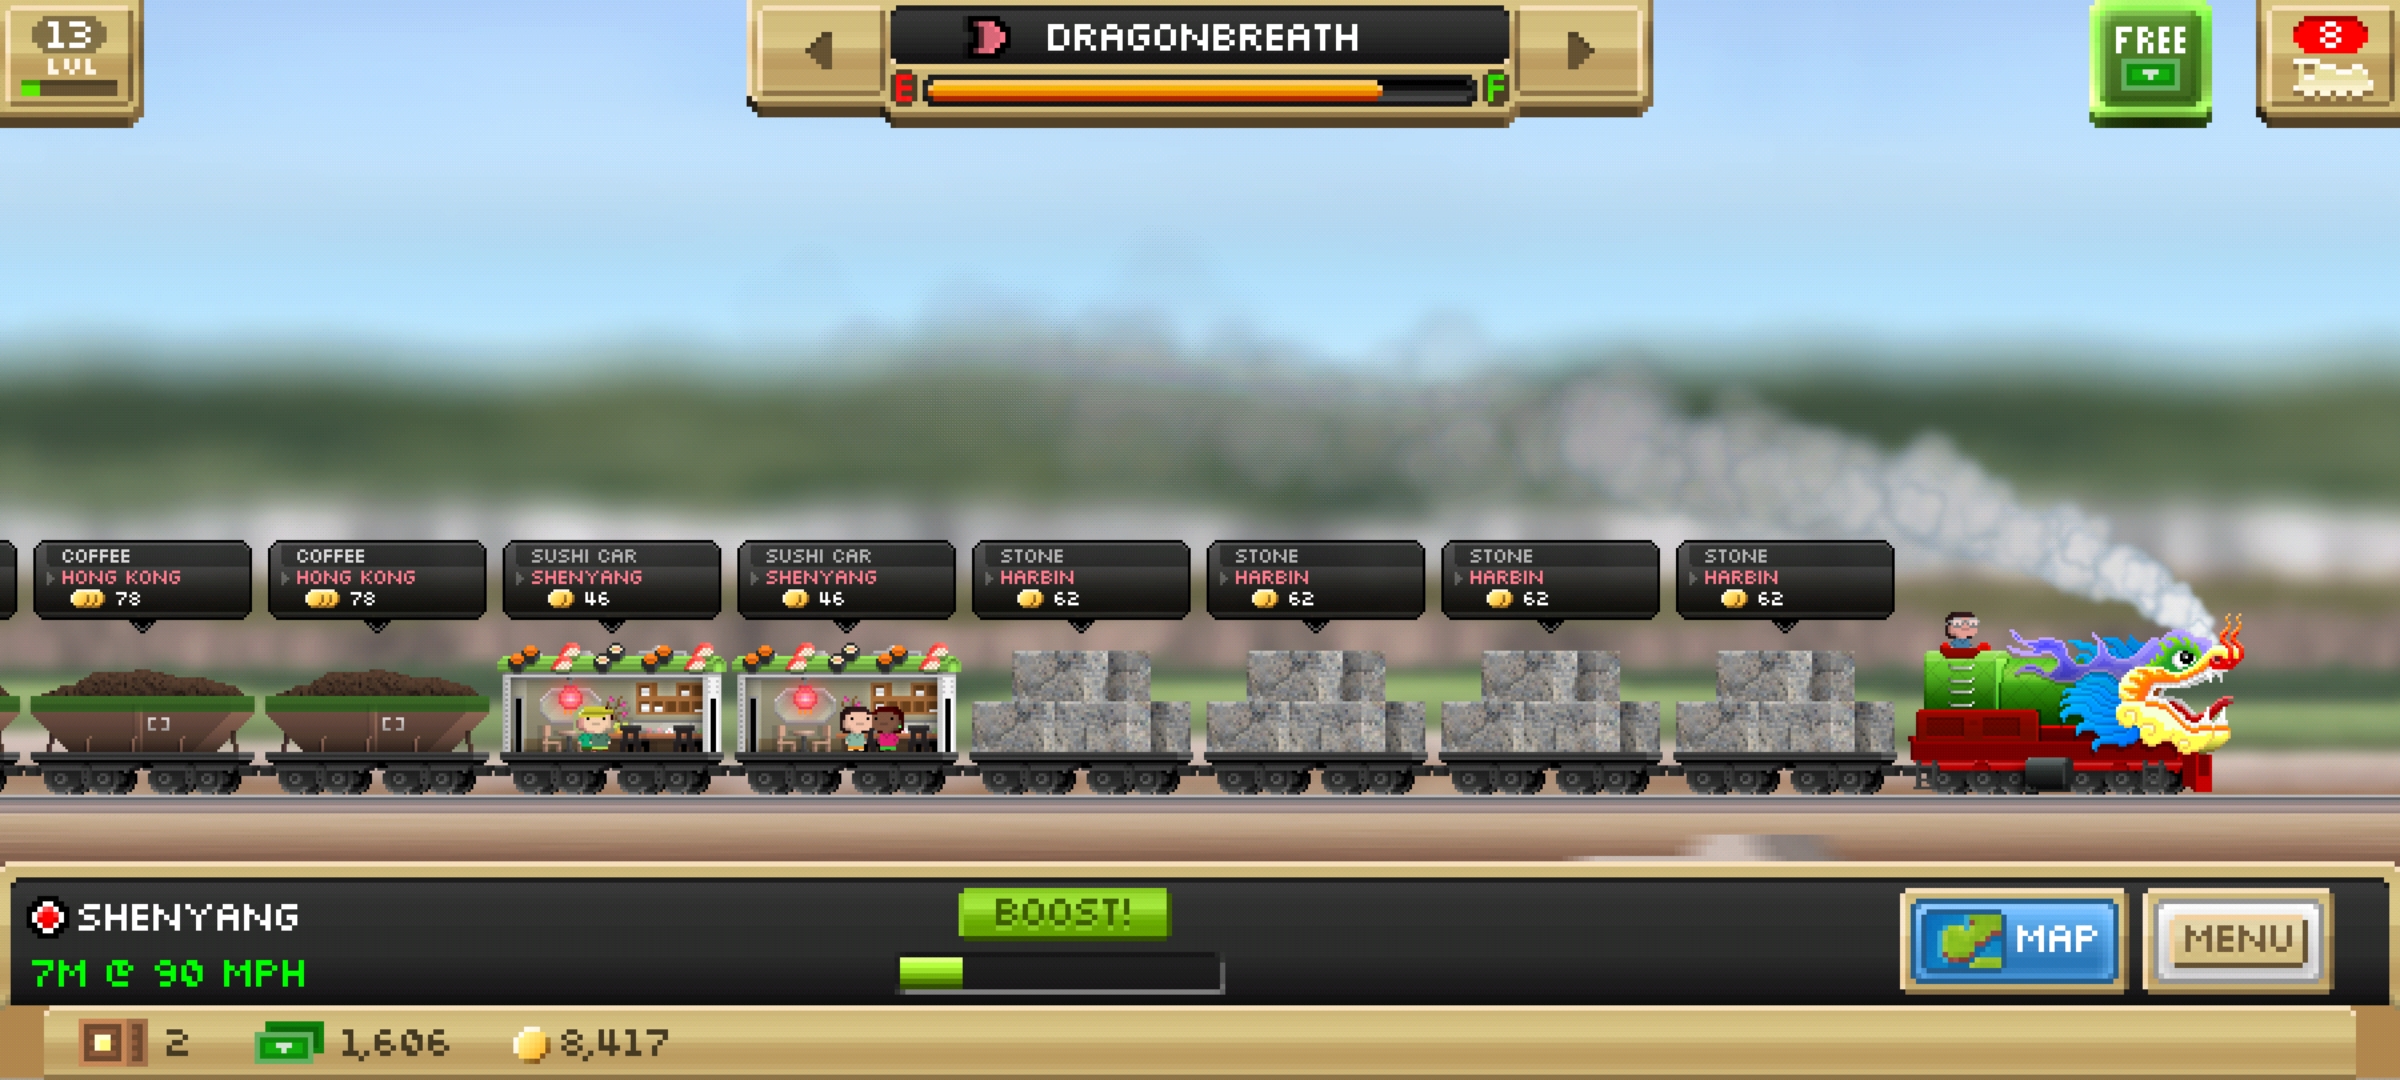 13
LVL
DRAGONBREATH
E F
FREE
8
COFFEE
HONG KONG
78
COFFEE
HONG KONG
78
SUSHI CAR
SHENYANG
46
SUSHI CAR
SHENYANG
46
STONE
HARBIN
62
STONE
HARBIN
62
STONE
HARBIN
62
STONE
HARBIN
62
SHENYANG
7M @ 90 MPH
BOOST!
MAP
MENU
2 1,606 8,417